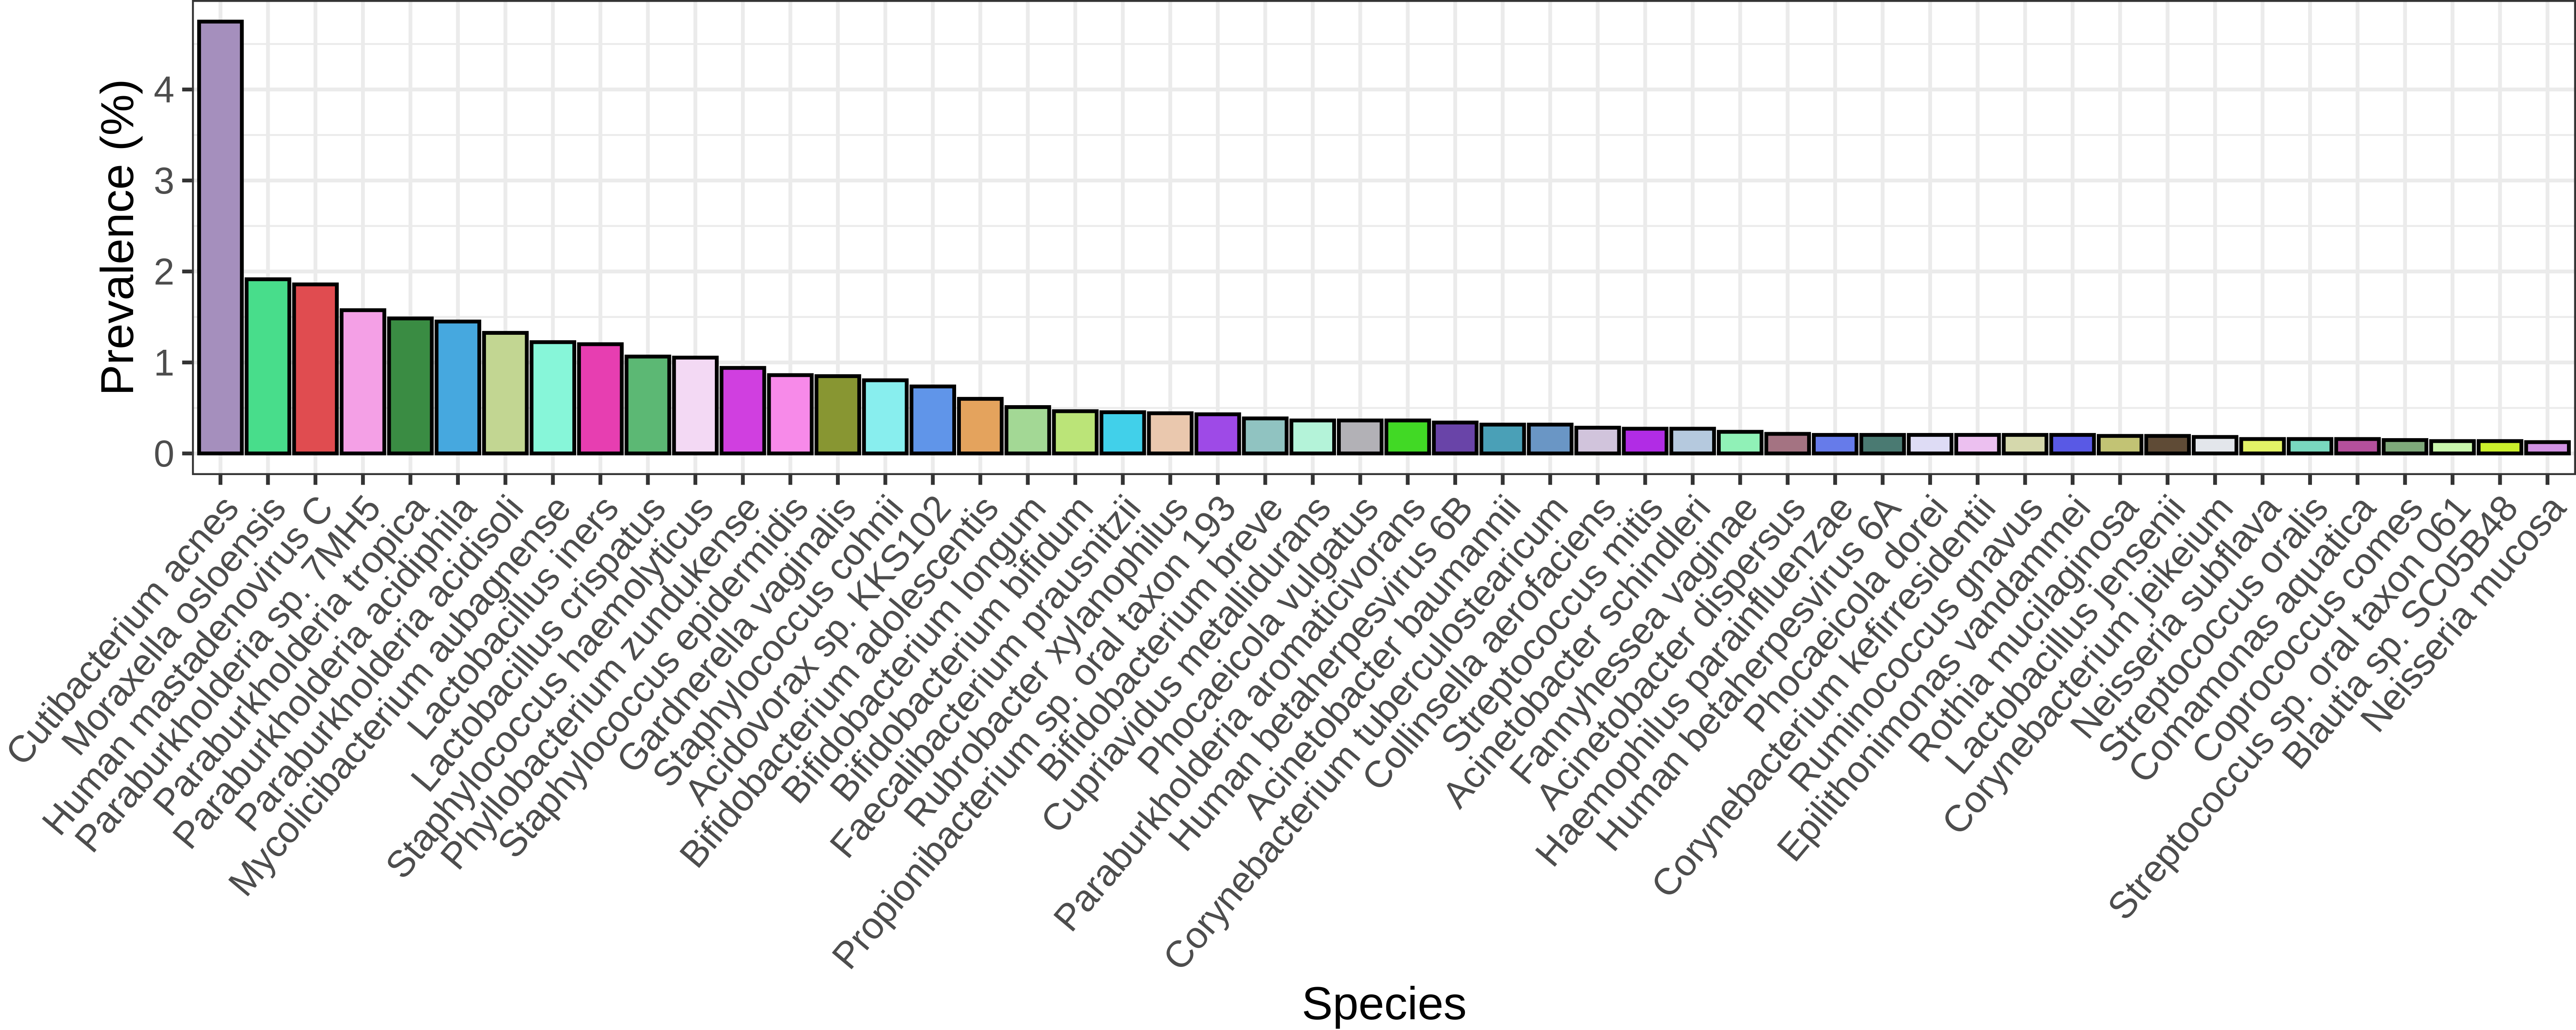 Prevalence (%)
4
3
2
1
0
Cutibacterium acnes
Moraxella osloensis
Human mastadenovirus C
Paraburkholderia sp. 7MH5
Paraburkholderia tropica
Paraburkholderia acidiphila
Paraburkholderia acidisoli
Mycolicibacterium aubagnense
Lactobacillus iners
Lactobacillus crispatus
Staphylococcus haemolyticus
Phyllobacterium zundukense
Staphylococcus epidermidis
Gardnerella vaginalis
Staphylococcus cohnii
Acidovorax sp. KKS102
Bifidobacterium adolescentis
Bifidobacterium longum
Bifidobacterium bifidum
Faecalibacterium prausnitzii
Rubrobacter xylanophilus
Propionibacterium sp. oral taxon 193
Bifidobacterium breve
Cupriavidus metallidurans
Phocaeicola vulgatus
Paraburkholderia aromaticivorans
Human betaherpesvirus 6B
Acinetobacter baumannii
Corynebacterium tuberculostearicum
Collinsella aerofaciens
Streptococcus mitis
Acinetobacter schindleri
Fannyhessea vaginae
Acinetobacter dispersus
Haemophilus parainfluenzae
Human betaherpesvirus 6A
Phocaeicola dorei
Corynebacterium kefirresidentii
Ruminococcus gnavus
Epilithonimonas vandammei
Rothia mucilaginosa
Lactobacillus jensenii
Corynebacterium jeikeium
Neisseria subflava
Streptococcus oralis
Comamonas aquatica
Coprococcus comes
Streptococcus sp. oral taxon 061
Blautia sp. SC05B48
Neisseria mucosa
Species